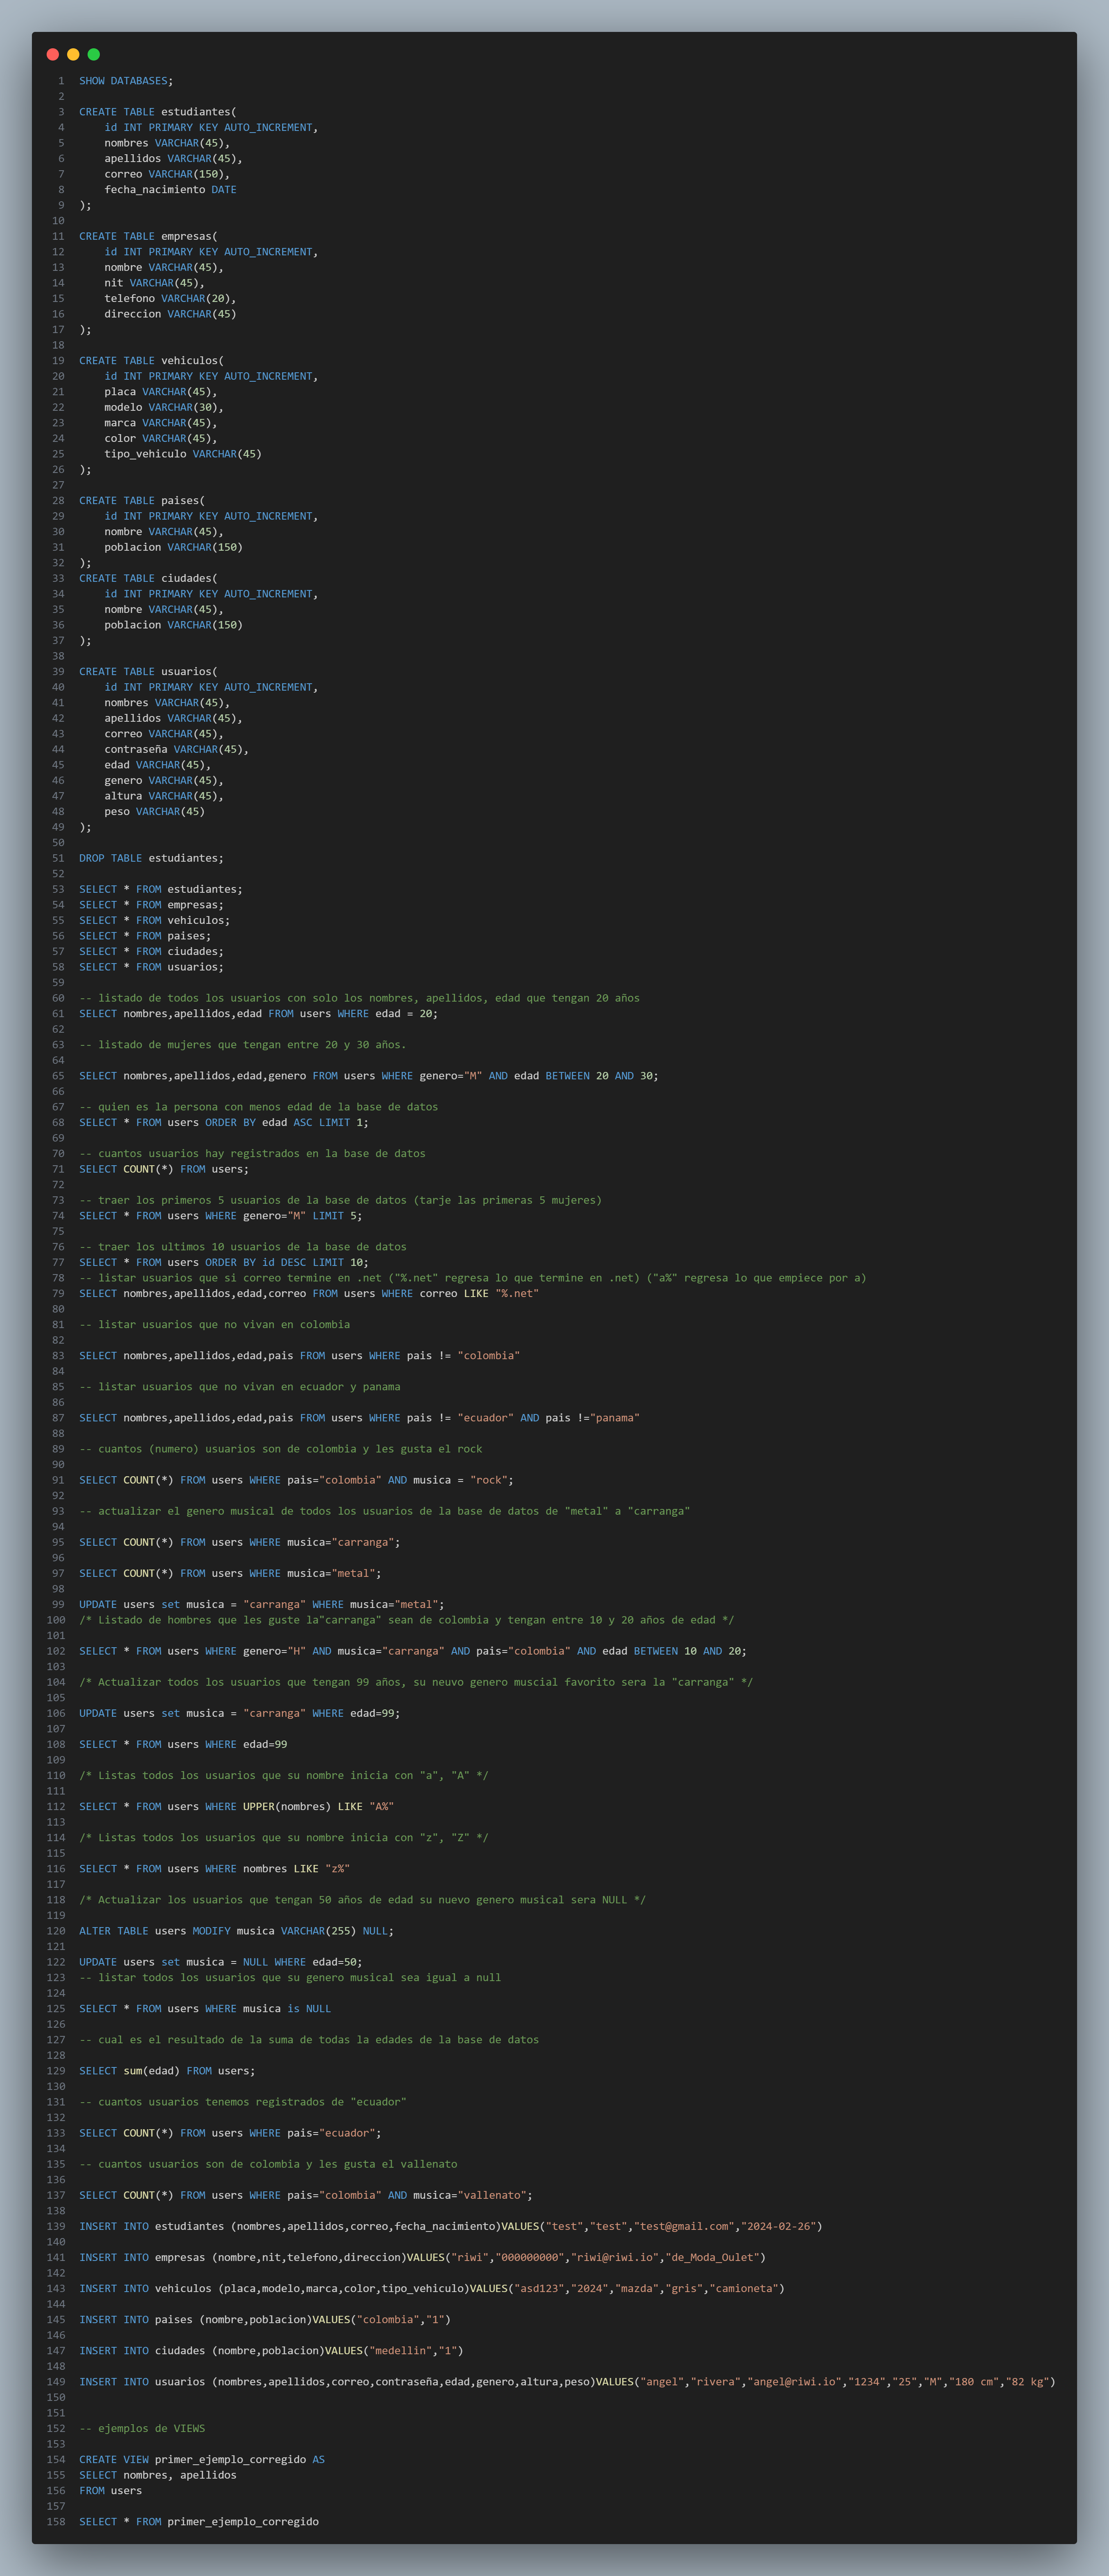 1 SHOW DATABASES;
2
3 CREATE TABLE estudiantes(
4     id INT PRIMARY KEY AUTO_INCREMENT,
5     nombres VARCHAR(45),
6     apellidos VARCHAR(45),
7     correo VARCHAR(150),
8     fecha_nacimiento DATE
9 );
10
11 CREATE TABLE empresas(
12     id INT PRIMARY KEY AUTO_INCREMENT,
13     nombre VARCHAR(45),
14     nit VARCHAR(45),
15     telefono VARCHAR(20),
16     direccion VARCHAR(45)
17 );
18
19 CREATE TABLE vehiculos(
20     id INT PRIMARY KEY AUTO_INCREMENT,
21     placa VARCHAR(45),
22     modelo VARCHAR(30),
23     marca VARCHAR(45),
24     color VARCHAR(45),
25     tipo_vehiculo VARCHAR(45)
26 );
27
28 CREATE TABLE paises(
29     id INT PRIMARY KEY AUTO_INCREMENT,
30     nombre VARCHAR(45),
31     poblacion VARCHAR(150)
32 );
33 CREATE TABLE ciudades(
34     id INT PRIMARY KEY AUTO_INCREMENT,
35     nombre VARCHAR(45),
36     poblacion VARCHAR(150)
37 );
38
39 CREATE TABLE usuarios(
40     id INT PRIMARY KEY AUTO_INCREMENT,
41     nombres VARCHAR(45),
42     apellidos VARCHAR(45),
43     correo VARCHAR(45),
44     contraseña VARCHAR(45),
45     edad VARCHAR(45),
46     genero VARCHAR(45),
47     altura VARCHAR(45),
48     peso VARCHAR(45)
49 );
50
51 DROP TABLE estudiantes;
52
53 SELECT * FROM estudiantes;
54 SELECT * FROM empresas;
55 SELECT * FROM vehiculos;
56 SELECT * FROM paises;
57 SELECT * FROM ciudades;
58 SELECT * FROM usuarios;
59
60 -- listado de todos los usuarios con solo los nombres, apellidos, edad que tengan 20 años
61 SELECT nombres,apellidos,edad FROM users WHERE edad = 20;
62
63 -- listado de mujeres que tengan entre 20 y 30 años.
64
65 SELECT nombres,apellidos,edad,genero FROM users WHERE genero="M" AND edad BETWEEN 20 AND 30;
66
67 -- quien es la persona con menos edad de la base de datos
68 SELECT * FROM users ORDER BY edad ASC LIMIT 1;
69
70 -- cuantos usuarios hay registrados en la base de datos
71 SELECT COUNT(*) FROM users;
72
73 -- traer los primeros 5 usuarios de la base de datos (tarje las primeras 5 mujeres)
74 SELECT * FROM users WHERE genero="M" LIMIT 5;
75
76 -- traer los ultimos 10 usuarios de la base de datos
77 SELECT * FROM users ORDER BY id DESC LIMIT 10;
78 -- listar usuarios que si correo termine en .net ("%.net" regresa lo que termine en .net) ("a%" regresa lo que empiece por a)
79 SELECT nombres,apellidos,edad,correo FROM users WHERE correo LIKE "%.net"
80
81 -- listar usuarios que no vivan en colombia
82
83 SELECT nombres,apellidos,edad,pais FROM users WHERE pais != "colombia"
84
85 -- listar usuarios que no vivan en ecuador y panama
86
87 SELECT nombres,apellidos,edad,pais FROM users WHERE pais != "ecuador" AND pais !="panama"
88
89 -- cuantos (numero) usuarios son de colombia y les gusta el rock
90
91 SELECT COUNT(*) FROM users WHERE pais="colombia" AND musica = "rock";
92
93 -- actualizar el genero musical de todos los usuarios de la base de datos de "metal" a "carranga"
94
95 SELECT COUNT(*) FROM users WHERE musica="carranga";
96
97 SELECT COUNT(*) FROM users WHERE musica="metal";
98
99 UPDATE users set musica = "carranga" WHERE musica="metal";
100 /* Listado de hombres que les guste la"carranga" sean de colombia y tengan entre 10 y 20 años de edad */
101
102 SELECT * FROM users WHERE genero="H" AND musica="carranga" AND pais="colombia" AND edad BETWEEN 10 AND 20;
103
104 /* Actualizar todos los usuarios que tengan 99 años, su neuvo genero muscial favorito sera la "carranga" */
105
106 UPDATE users set musica = "carranga" WHERE edad=99;
107
108 SELECT * FROM users WHERE edad=99
109
110 /* Listas todos los usuarios que su nombre inicia con "a", "A" */
111
112 SELECT * FROM users WHERE UPPER(nombres) LIKE "A%"
113
114 /* Listas todos los usuarios que su nombre inicia con "z", "Z" */
115
116 SELECT * FROM users WHERE nombres LIKE "z%"
117
118 /* Actualizar los usuarios que tengan 50 años de edad su nuevo genero musical sera NULL */
119
120 ALTER TABLE users MODIFY musica VARCHAR(255) NULL;
121
122 UPDATE users set musica = NULL WHERE edad=50;
123 -- listar todos los usuarios que su genero musical sea igual a null
124
125 SELECT * FROM users WHERE musica is NULL
126
127 -- cual es el resultado de la suma de todas la edades de la base de datos
128
129 SELECT sum(edad) FROM users;
130
131 -- cuantos usuarios tenemos registrados de "ecuador"
132
133 SELECT COUNT(*) FROM users WHERE pais="ecuador";
134
135 -- cuantos usuarios son de colombia y les gusta el vallenato
136
137 SELECT COUNT(*) FROM users WHERE pais="colombia" AND musica="vallenato";
138
139 INSERT INTO estudiantes (nombres,apellidos,correo,fecha_nacimiento)VALUES("test","test","test@gmail.com","2024-02-26")
140
141 INSERT INTO empresas (nombre,nit,telefono,direccion)VALUES("riwi","000000000","riwi@riwi.io","de_Moda_Oulet")
142
143 INSERT INTO vehiculos (placa,modelo,marca,color,tipo_vehiculo)VALUES("asd123","2024","mazda","gris","camioneta")
144
145 INSERT INTO paises (nombre,poblacion)VALUES("colombia","1")
146
147 INSERT INTO ciudades (nombre,poblacion)VALUES("medellin","1")
148
149 INSERT INTO usuarios (nombres,apellidos,correo,contraseña,edad,genero,altura,peso)VALUES("angel","rivera","angel@riwi.io","1234","25","M","180 cm","82 kg")
150
151
152 -- ejemplos de VIEWS
153
154 CREATE VIEW primer_ejemplo_corregido AS
155 SELECT nombres, apellidos
156 FROM users
157
158 SELECT * FROM primer_ejemplo_corregido